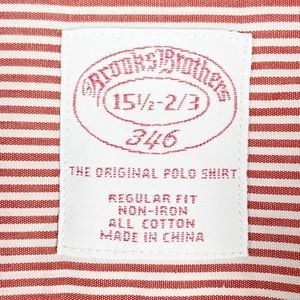 Brooks Brothers
15½-2/3
346
THE ORIGINAL POLO SHIRT
REGULAR FIT
NON-IRON
ALL COTTON
MADE IN CHINA